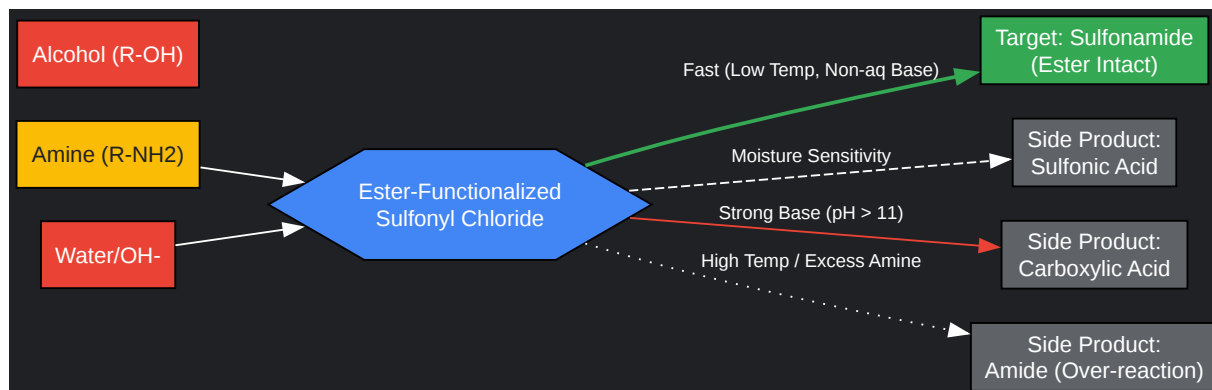 Alcohol (R-OH)
Amine (R-NH2)
Water/OH-
Ester-Functionalized
Sulfonyl Chloride
Fast (Low Temp, Non-aq Base)
Moisture Sensitivity
Strong Base (pH > 11)
High Temp / Excess Amine
Target: Sulfonamide
(Ester Intact)
Side Product:
Sulfonic Acid
Side Product:
Carboxylic Acid
Side Product:
Amide (Over-reaction)